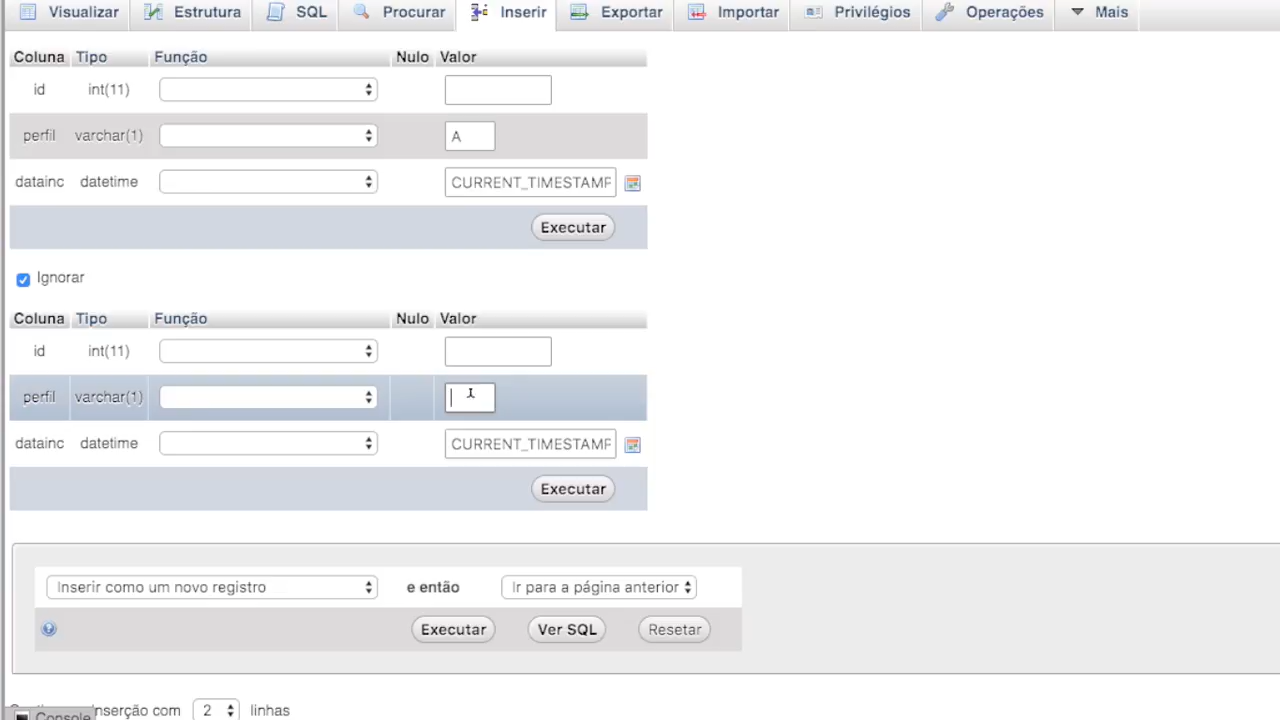 Visualizar Estrutura SQL Procurar Inserir Exportar Importar Privilégios Operações Mais
Coluna Tipo Função Nulo Valor
id int(11)
perfil varchar(1) A
datainc datetime CURRENT_TIMESTAMP
Executar
Ignorar
Coluna Tipo Função Nulo Valor
id int(11)
perfil varchar(1)
datainc datetime CURRENT_TIMESTAMP
Executar
Inserir como um novo registro e então Ir para a página anterior
Executar Ver SQL Resetar
inserção com 2 linhas
Console